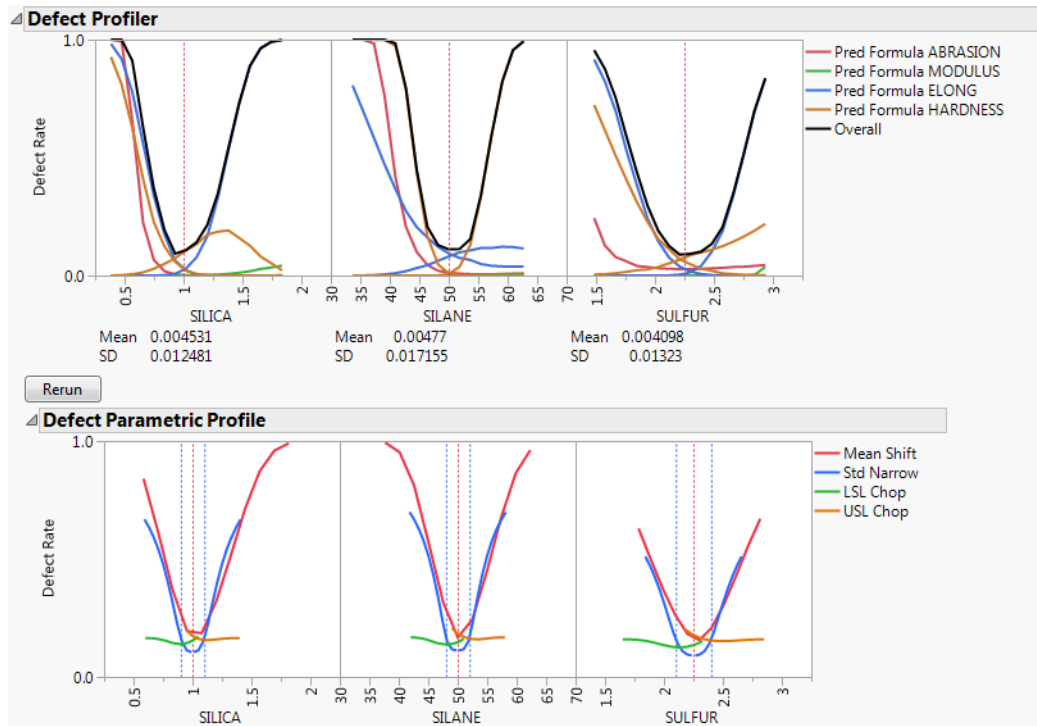 Defect Profiler
1.0
0.0
Defect Rate
0.5 1 1.5 2
SILICA
30 35 40 45 50 55 60 65
SILANE
70 1.5 2 2.5 3
SULFUR
Pred Formula ABRASION
Pred Formula MODULUS
Pred Formula ELONG
Pred Formula HARDNESS
Overall
Mean 0.004531
SD 0.012481
Mean 0.00477
SD 0.017155
Mean 0.004098
SD 0.01323
Rerun
Defect Parametric Profile
1.0
0.0
Defect Rate
0.5 1 1.5 2
SILICA
30 35 40 45 50 55 60 65
SILANE
70 1.5 2 2.5 3
SULFUR
Mean Shift
Std Narrow
LSL Chop
USL Chop